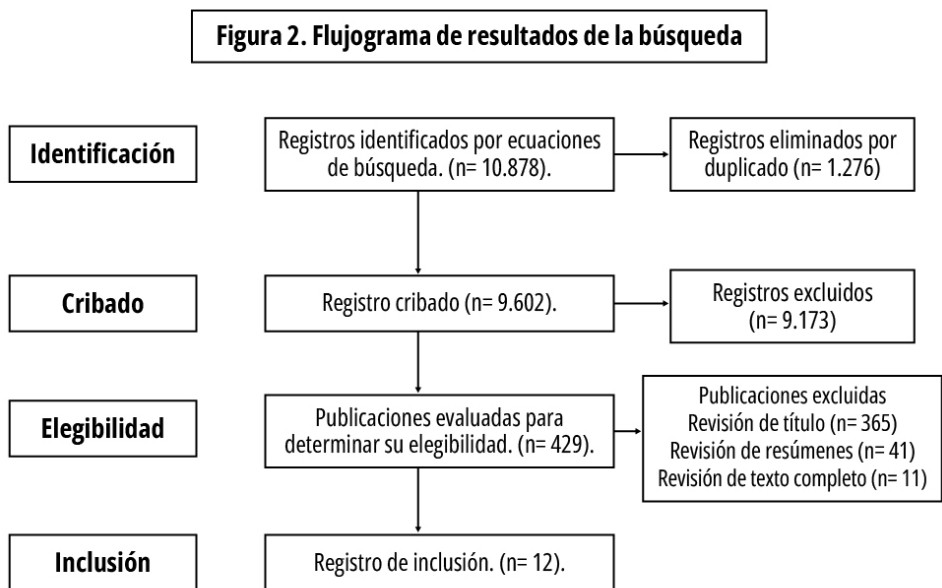 Figura 2. Flujograma de resultados de la búsqueda
Identificación
Registros identificados por ecuaciones
de búsqueda. (n= 10.878).
Registros eliminados por
duplicado (n= 1.276)
Cribado
Registro cribado (n= 9.602).
Registros excluidos
(n= 9.173)
Elegibilidad
Publicaciones evaluadas para
determinar su elegibilidad. (n= 429).
Publicaciones excluidas
Revisión de título (n= 365)
Revisión de resúmenes (n= 41)
Revisión de texto completo (n= 11)
Inclusión
Registro de inclusión. (n= 12).